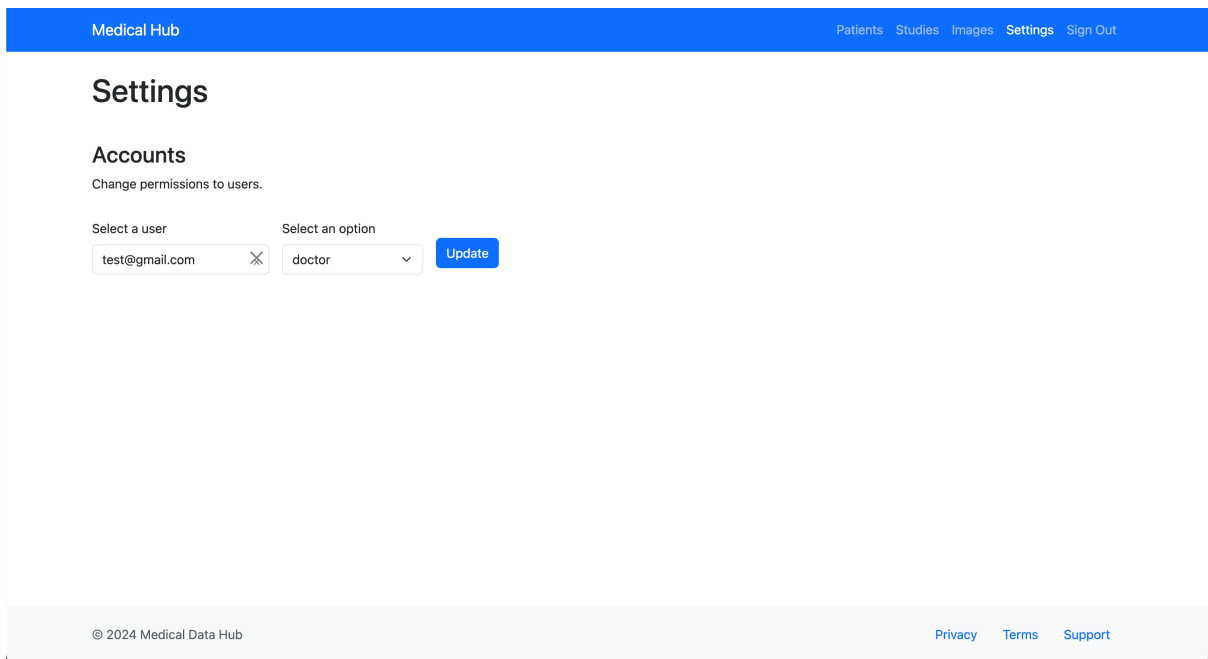 Medical Hub Patients Studies Images Settings Sign Out
Settings
Accounts
Change permissions to users.
Select a user Select an option
test@gmail.com doctor Update
© 2024 Medical Data Hub Privacy Terms Support